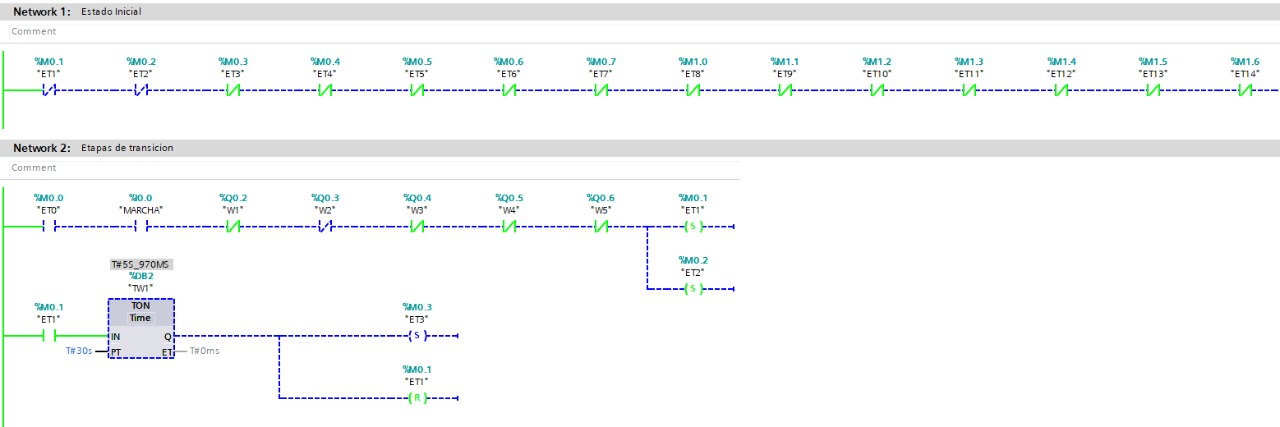 Network 1: Estado Inicial
Comment
%M0.1 %M0.2 %M0.3 %M0.4 %M0.5 %M0.6 %M0.7 %M1.0 %M1.1 %M1.2 %M1.3 %M1.4 %M1.5 %M1.6
"ET1" "ET2" "ET3" "ET4" "ET5" "ET6" "ET7" "ET8" "ET9" "ET10" "ET11" "ET12" "ET13" "ET14"
Network 2: Etapas de transicion
Comment
%M0.0 %I0.0 %Q0.2 %Q0.3 %Q0.4 %Q0.5 %Q0.6 %M0.1
"ET0" "MARCHA" "W1" "W2" "W3" "W4" "W5" "ET1"
S
%M0.2
"ET2"
S
T#5S_970MS
%DB2
"TW1"
%M0.1 TON %M0.3
"ET1" Time "ET3"
IN Q S
T#30s PT ET T#0ms
%M0.1
"ET1"
R